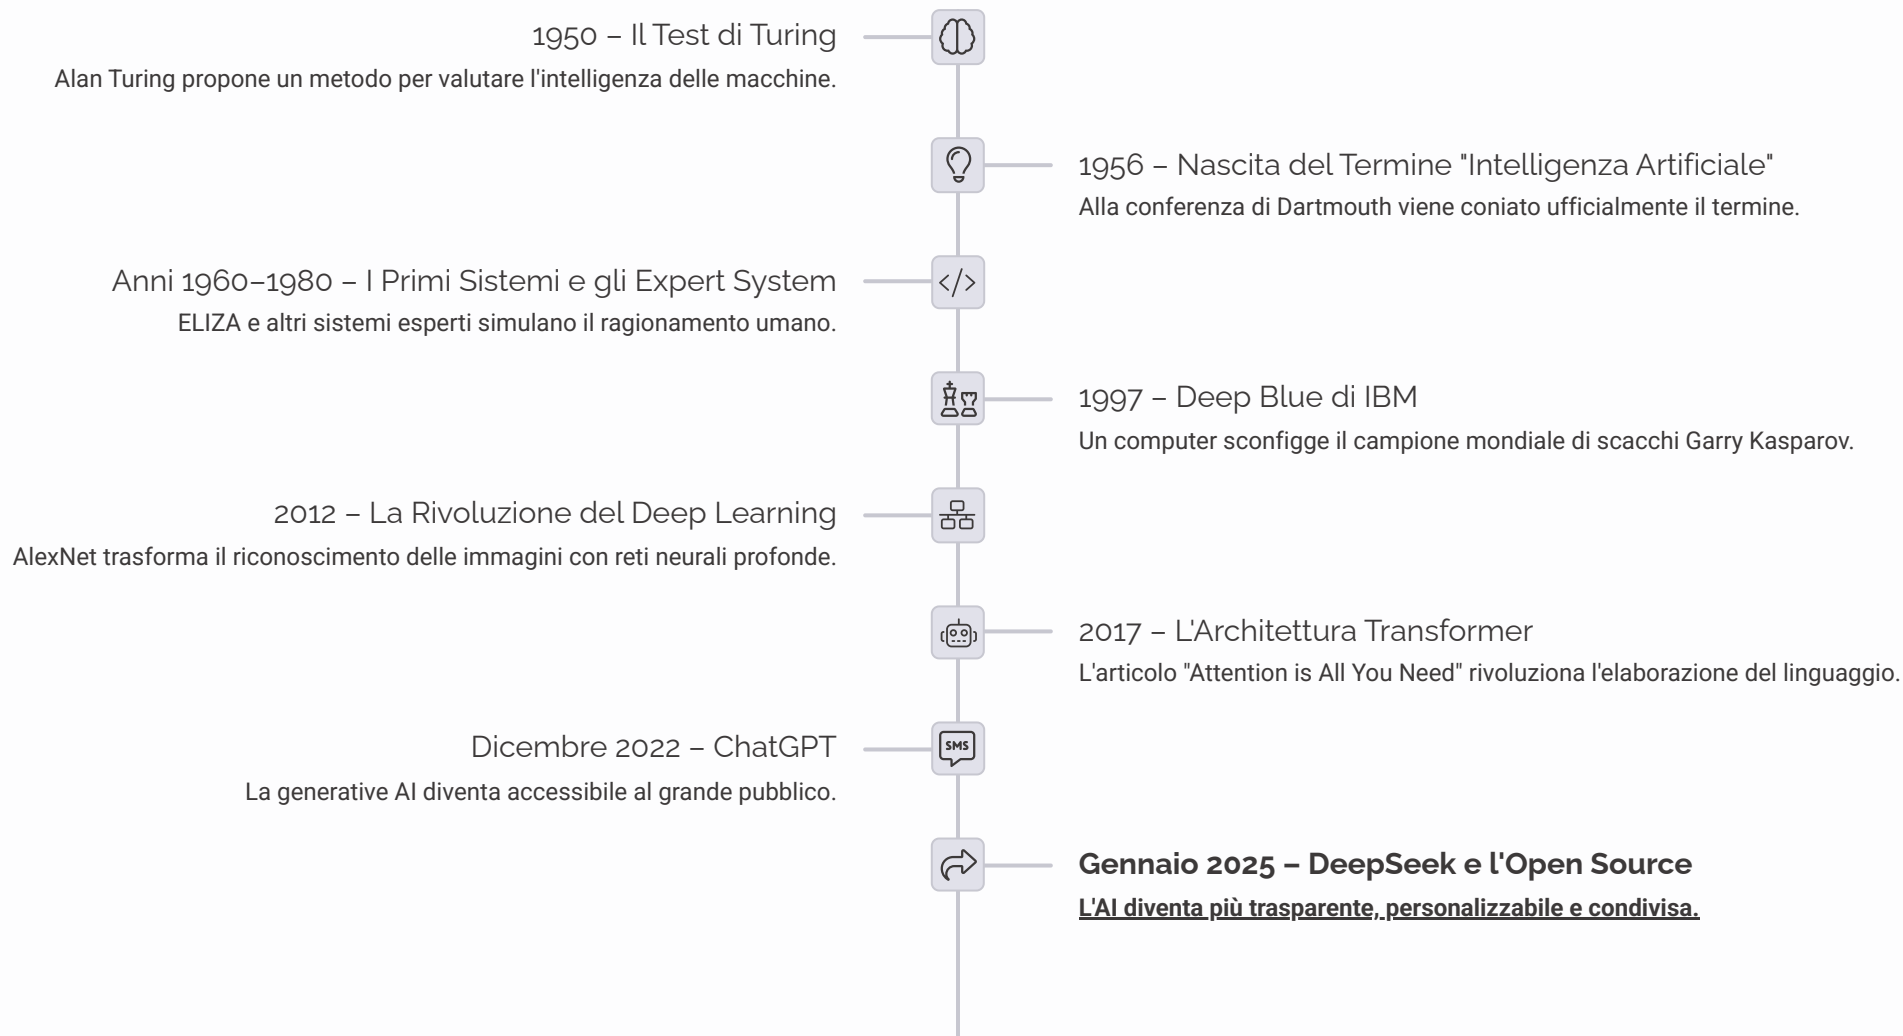 1950 – Il Test di Turing
Alan Turing propone un metodo per valutare l'intelligenza delle macchine.
1956 – Nascita del Termine "Intelligenza Artificiale"
Alla conferenza di Dartmouth viene coniato ufficialmente il termine.
Anni 1960–1980 – I Primi Sistemi e gli Expert System
ELIZA e altri sistemi esperti simulano il ragionamento umano.
1997 – Deep Blue di IBM
Un computer sconfigge il campione mondiale di scacchi Garry Kasparov.
2012 – La Rivoluzione del Deep Learning
AlexNet trasforma il riconoscimento delle immagini con reti neurali profonde.
2017 – L'Architettura Transformer
L'articolo "Attention is All You Need" rivoluziona l'elaborazione del linguaggio.
Dicembre 2022 – ChatGPT
SMS
La generative AI diventa accessibile al grande pubblico.
Gennaio 2025 – DeepSeek e l'Open Source
L'AI diventa più trasparente, personalizzabile e condivisa.